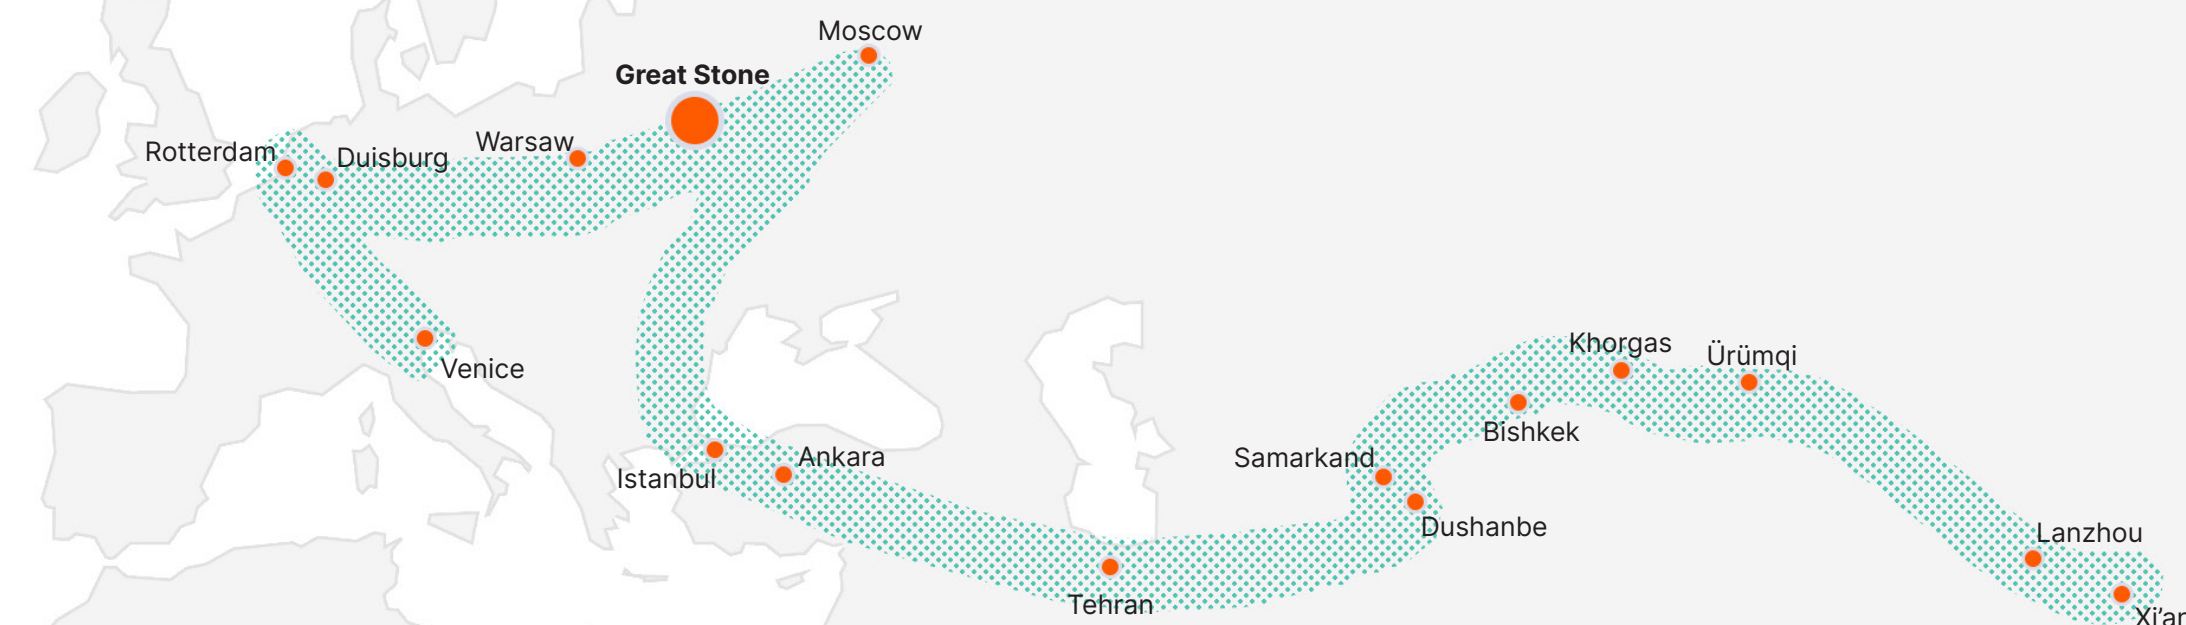 Moscow
Great Stone
Warsaw
Rotterdam
Duisburg
Venice
Khorgas
Ürümqi
Bishkek
Samarkand
Ankara
Istanbul
Dushanbe
Lanzhou
Tehran